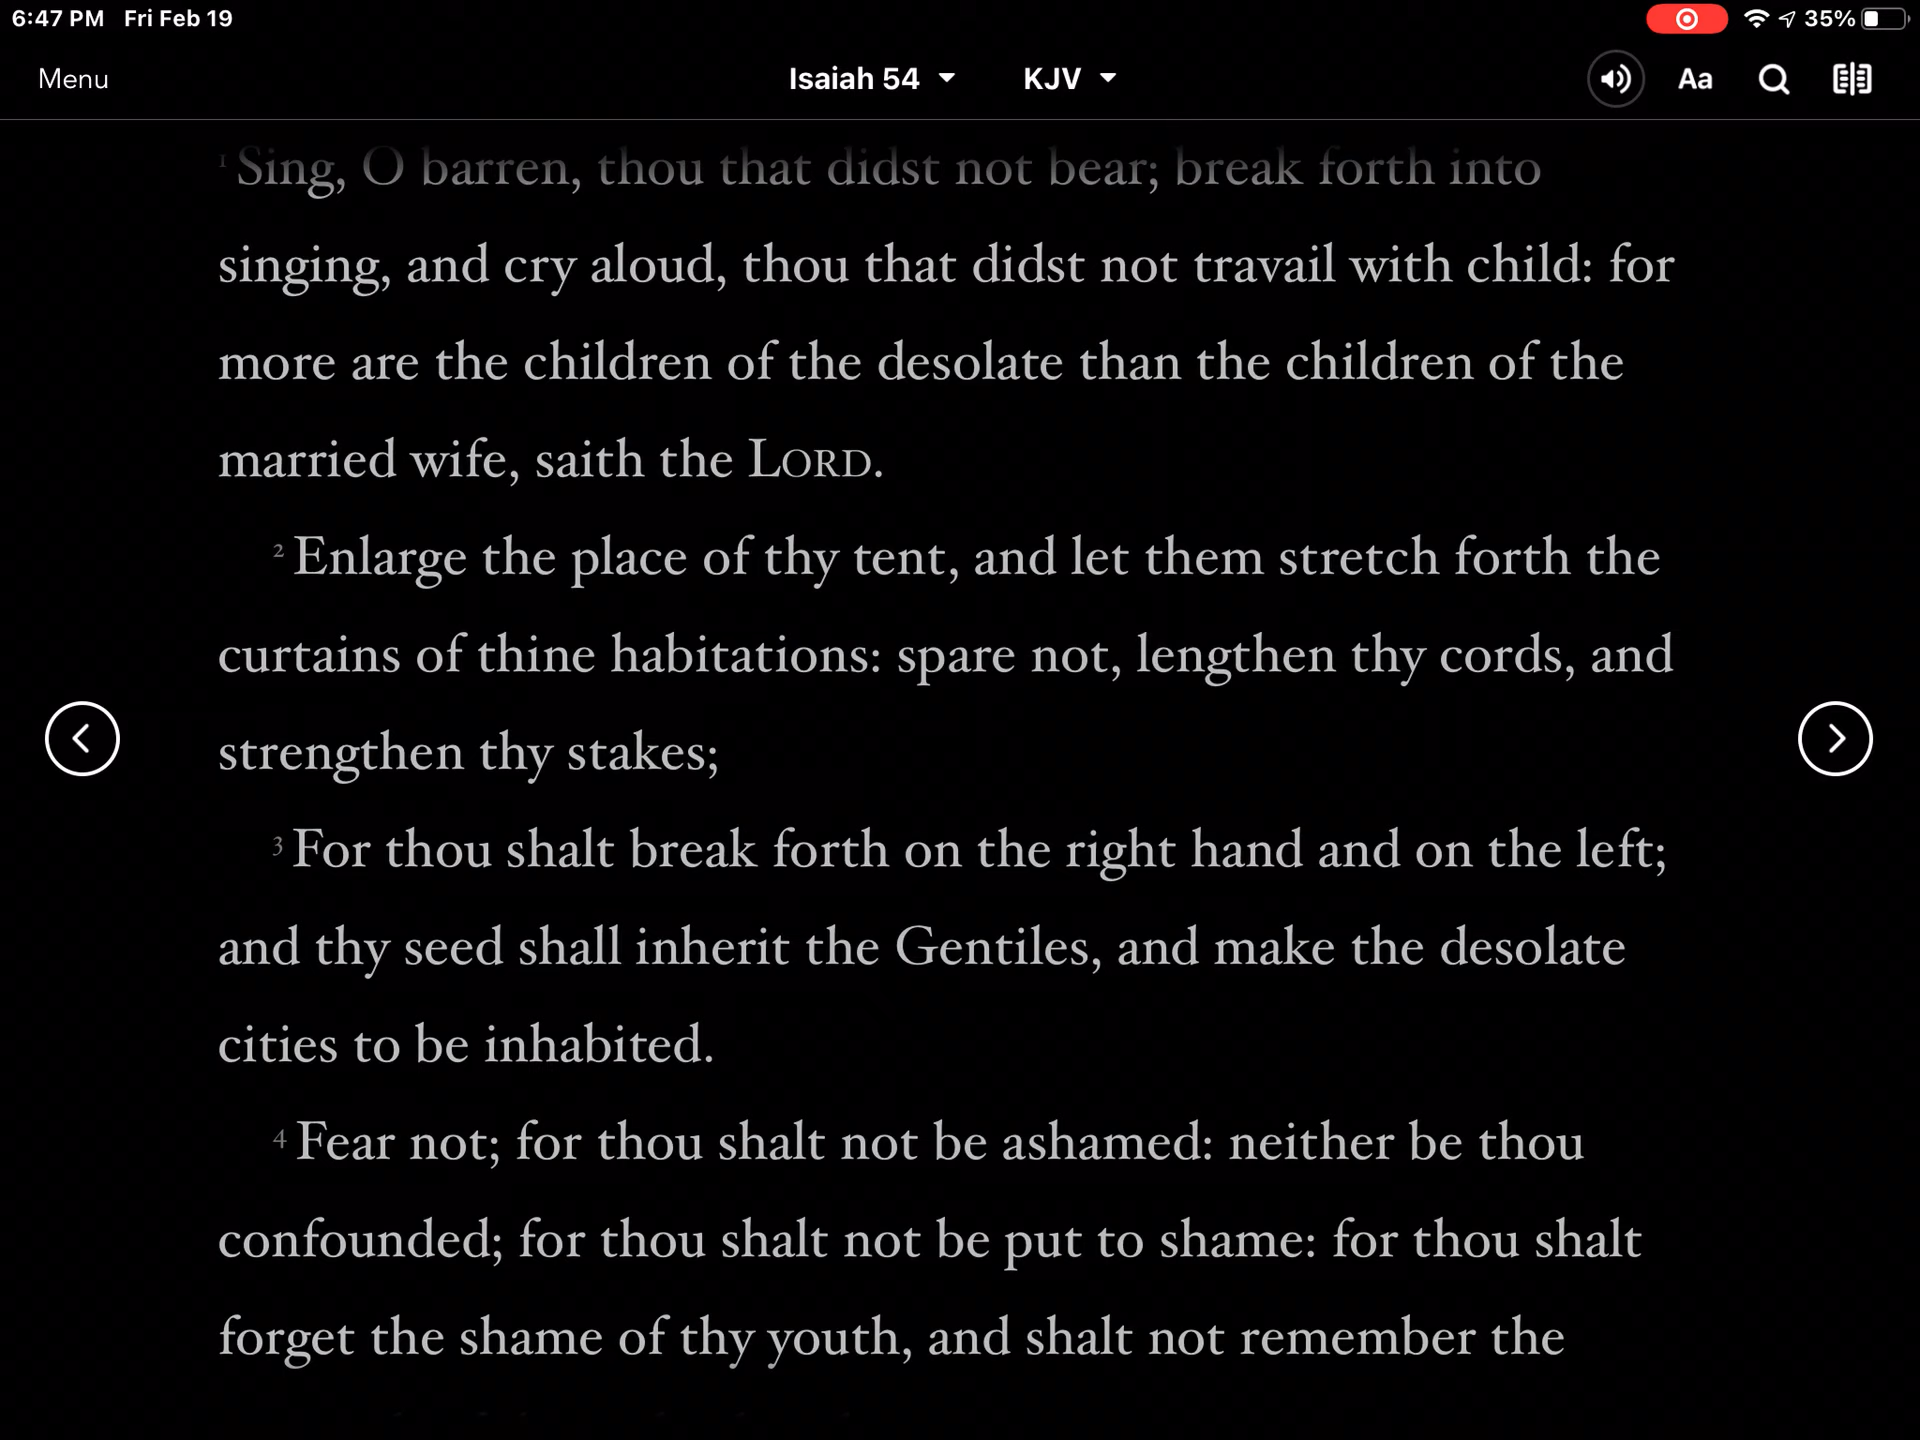 6:47 PM Fri Feb 19 35%
Menu Isaiah 54 KJV Aa
1 Sing, O barren, thou that didst not bear; break forth into
singing, and cry aloud, thou that didst not travail with child: for
more are the children of the desolate than the children of the
married wife, saith the LORD.
2 Enlarge the place of thy tent, and let them stretch forth the
curtains of thine habitations: spare not, lengthen thy cords, and
strengthen thy stakes;
3 For thou shalt break forth on the right hand and on the left;
and thy seed shall inherit the Gentiles, and make the desolate
cities to be inhabited.
4 Fear not; for thou shalt not be ashamed: neither be thou
confounded; for thou shalt not be put to shame: for thou shalt
forget the shame of thy youth, and shalt not remember the